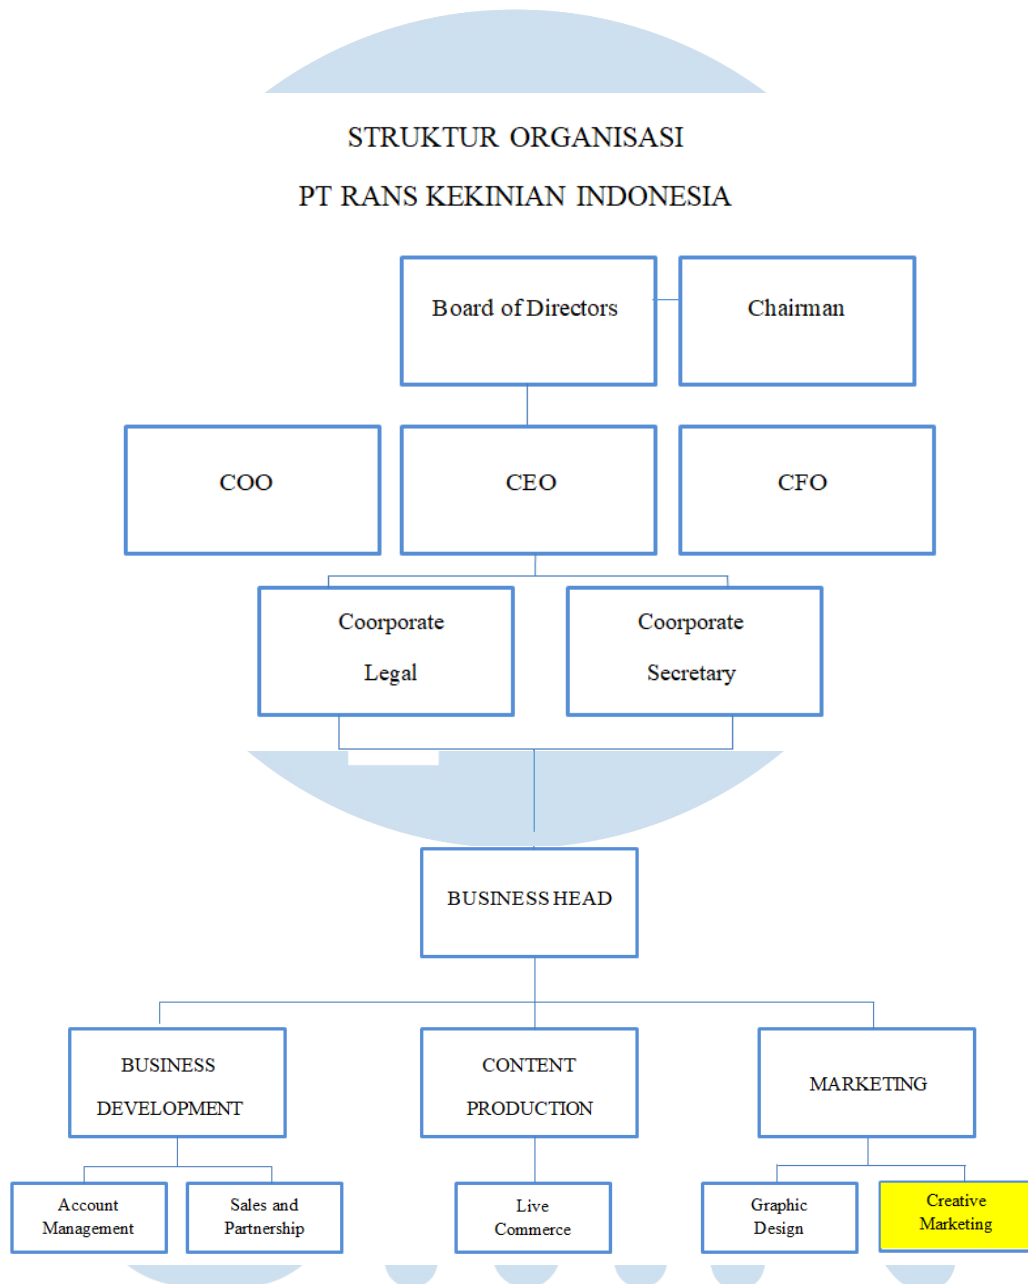 STRUKTUR ORGANISASI
PT RANS KEKINIAN INDONESIA
Board of Directors
Chairman
COO
CEO
CFO
Coorporate
Legal
Coorporate
Secretary
BUSINESS HEAD
BUSINESS
DEVELOPMENT
CONTENT
PRODUCTION
MARKETING
Account
Management
Sales and
Partnership
Live
Commerce
Graphic
Design
Creative
Marketing